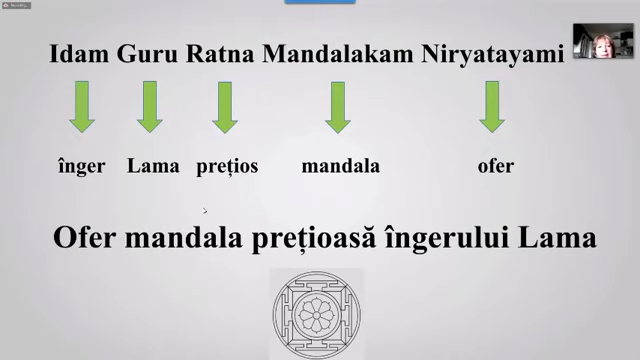 Idam Guru Ratna Mandalakam Niryatayami
înger Lama prețios mandala ofer
Ofer mandala prețioasă îngerului Lama